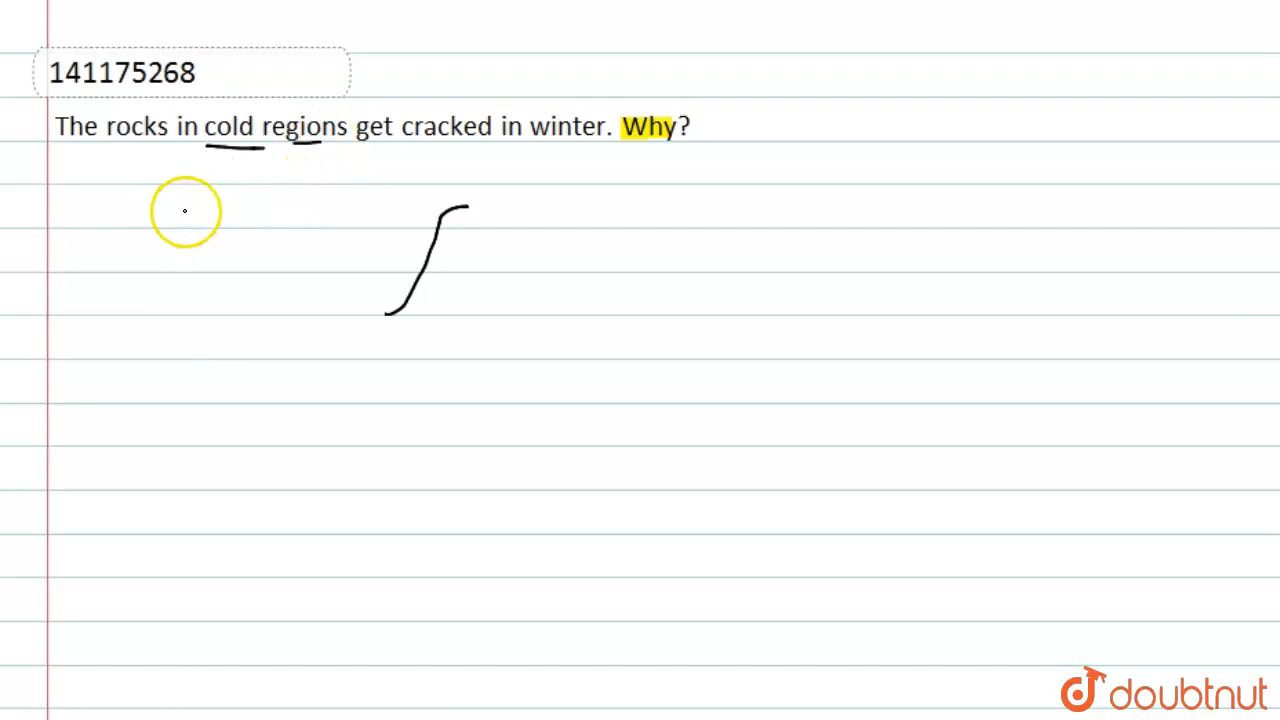 141175268
The rocks in cold regions get cracked in winter. Why?
doubtnut